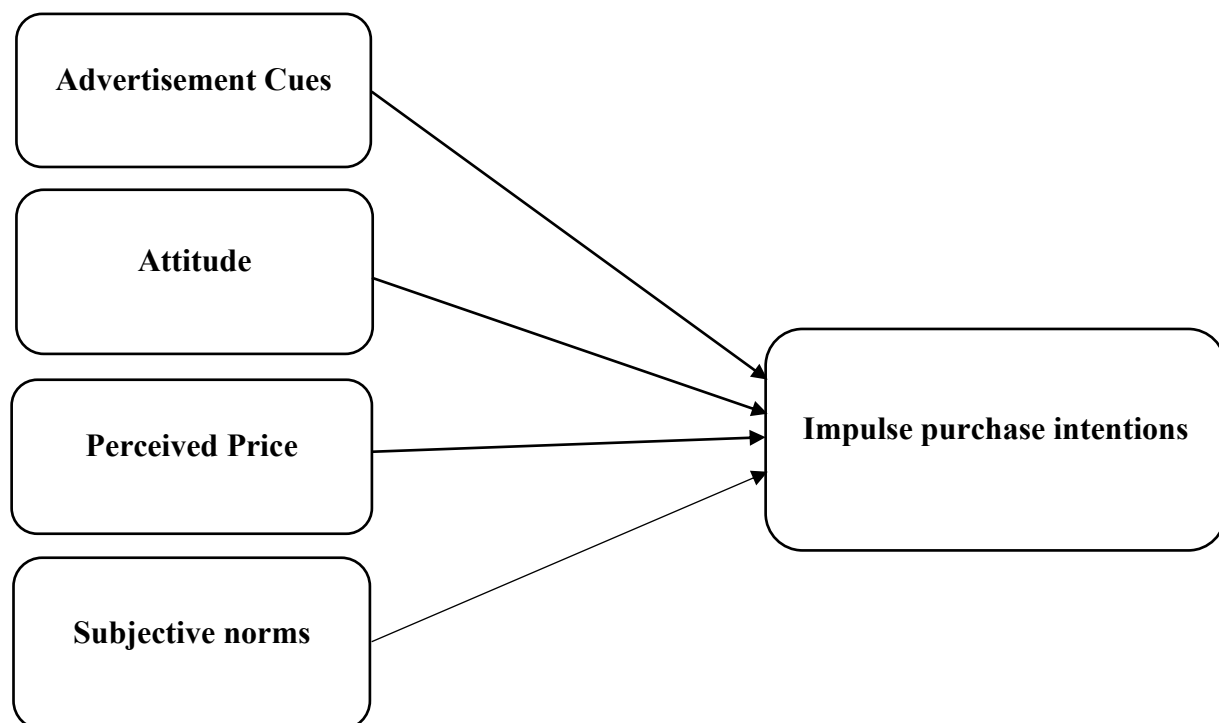 Advertisement Cues
Attitude
Perceived Price
Subjective norms
Impulse purchase intentions